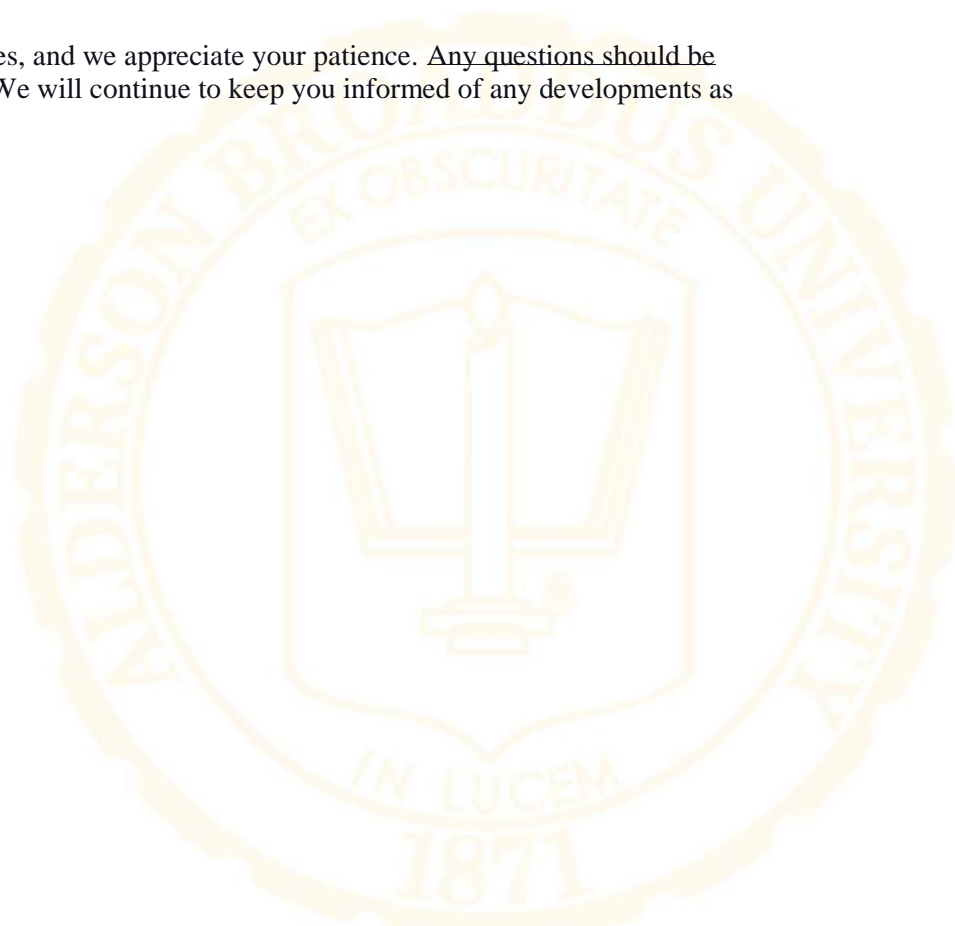 es, and we appreciate your patience. Any questions should be
We will continue to keep you informed of any developments as
ALDERSON BROADDUS UNIVERSITY
EX OBSCURITATE
IN LUCEM
1871